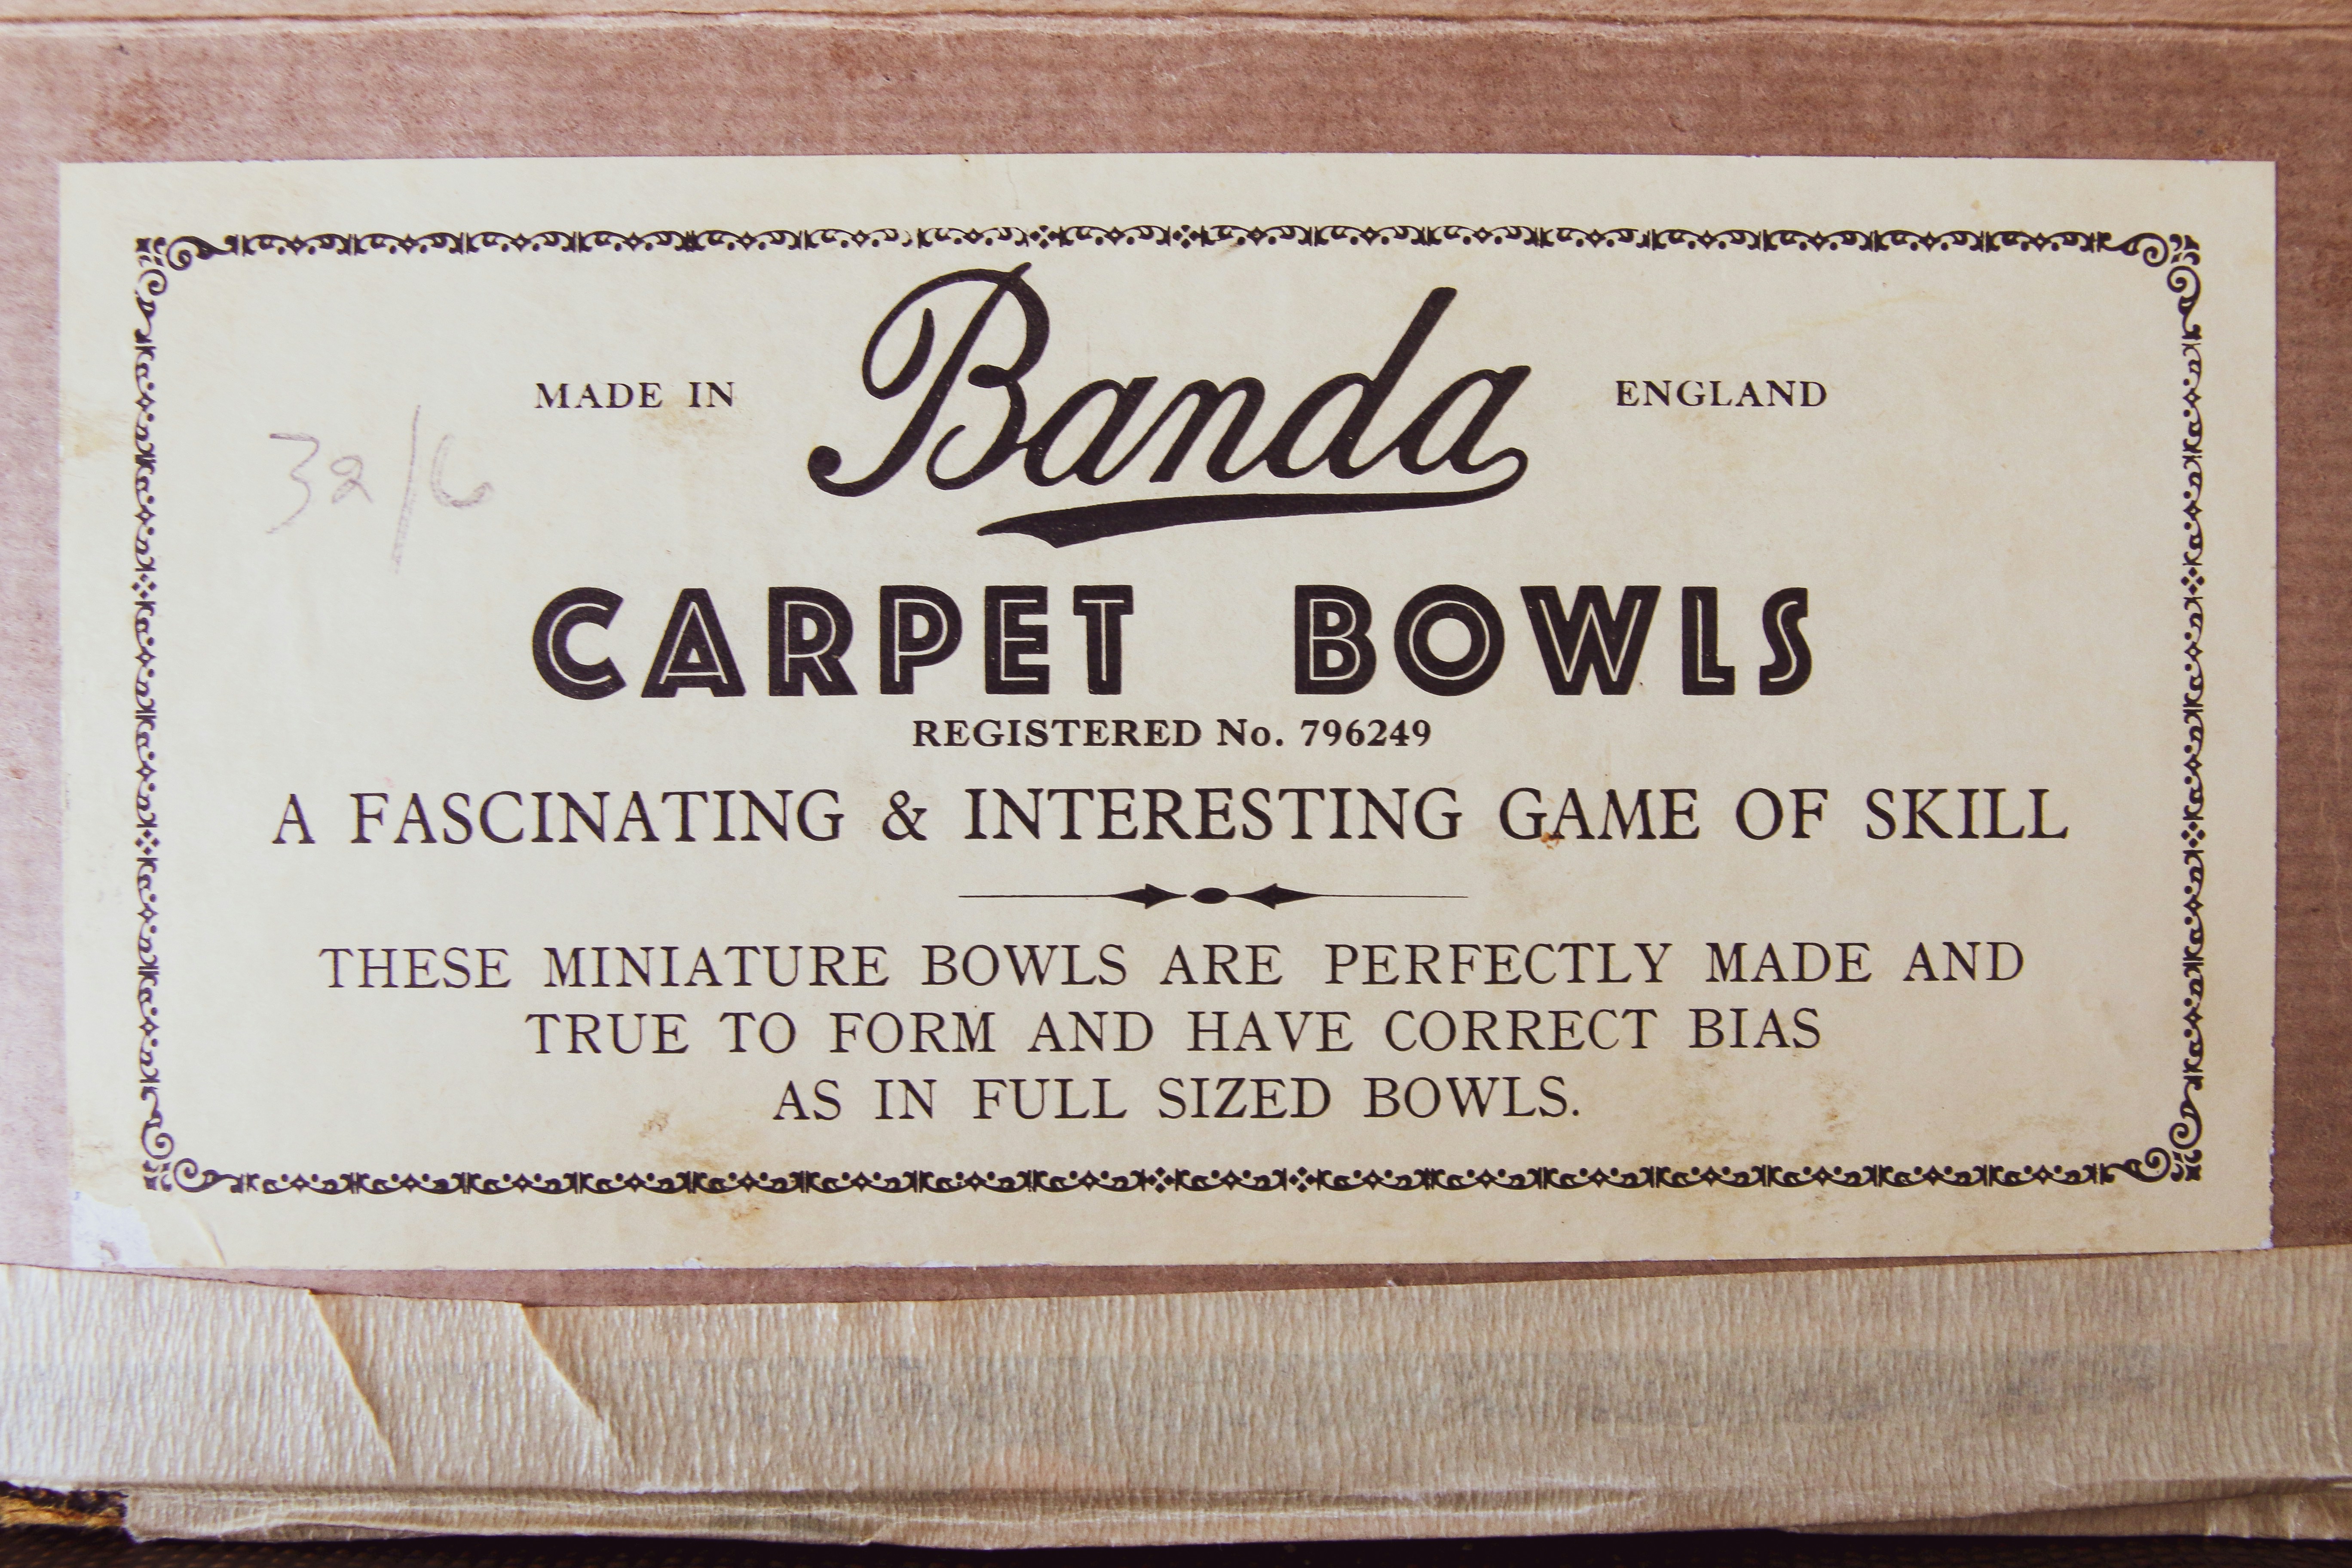 MADE IN Banda ENGLAND
32/6
CARPET BOWLS
REGISTERED No. 796249
A FASCINATING & INTERESTING GAME OF SKILL
THESE MINIATURE BOWLS ARE PERFECTLY MADE AND
TRUE TO FORM AND HAVE CORRECT BIAS
AS IN FULL SIZED BOWLS.